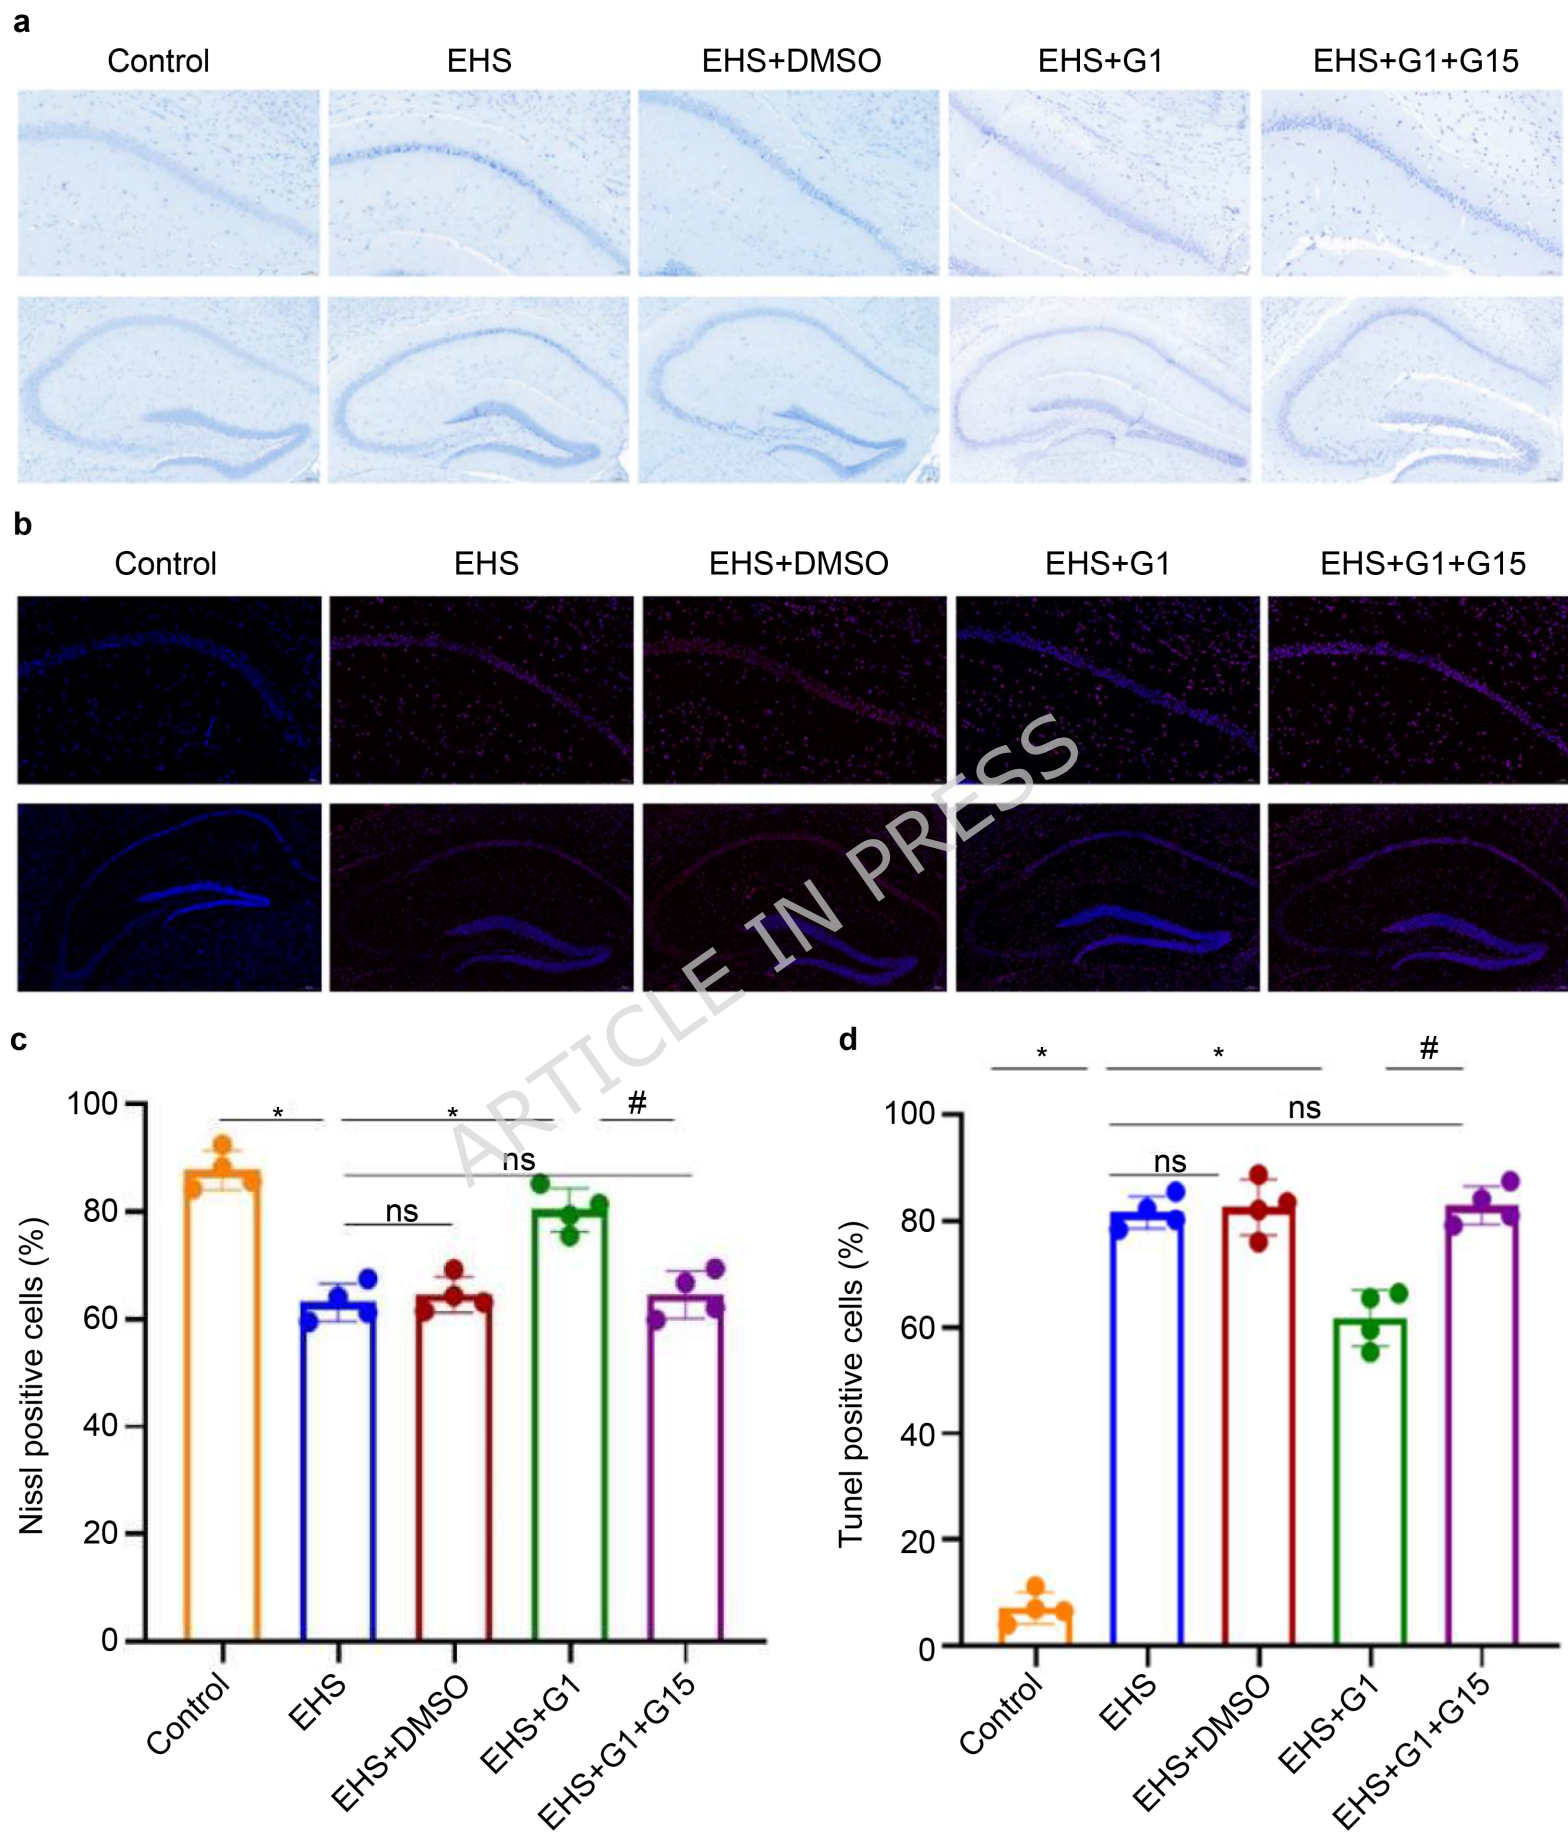 a
Control EHS EHS+DMSO EHS+G1 EHS+G1+G15
b
Control EHS EHS+DMSO EHS+G1 EHS+G1+G15
ARTICLE IN PRESS
c
* * #
ns
ns
100
80
60
40
20
0
Nissl positive cells (%)
Control EHS EHS+DMSO EHS+G1 EHS+G1+G15
d
* * #
ns
ns
100
80
60
40
20
0
Tunel positive cells (%)
Control EHS EHS+DMSO EHS+G1 EHS+G1+G15